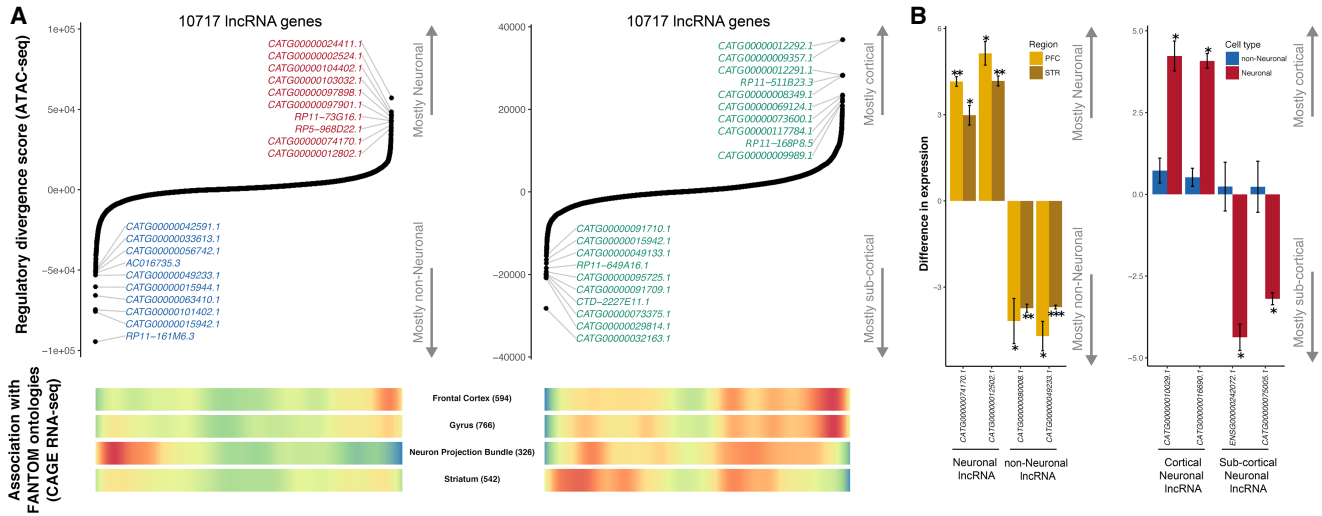 A
10717 lncRNA genes
Regulatory divergence score (ATAC-seq)
1e+05
5e+04
0e+00
−5e+04
−1e+05
CATG00000024411.1
CATG00000002524.1
CATG00000104402.1
CATG00000103032.1
CATG00000097898.1
CATG00000097901.1
RP11−73G16.1
RP5−968D22.1
CATG00000074170.1
CATG00000012802.1
CATG00000042591.1
CATG00000033613.1
CATG00000056742.1
AC016735.3
CATG00000049233.1
CATG00000015944.1
CATG00000063410.1
CATG00000101402.1
CATG00000015942.1
RP11−161M6.3
Mostly Neuronal
Mostly non-Neuronal
10717 lncRNA genes
40000
20000
0
−20000
−40000
CATG00000012292.1
CATG00000009357.1
CATG00000012291.1
RP11−511B23.3
CATG00000008349.1
CATG00000069124.1
CATG00000073600.1
CATG00000117784.1
RP11−168P8.5
CATG00000009989.1
CATG00000091710.1
CATG00000015942.1
CATG00000049133.1
RP11−649A16.1
CATG00000095725.1
CATG00000091709.1
CTD−2227E11.1
CATG00000073375.1
CATG00000029814.1
CATG00000032163.1
Mostly cortical
Mostly sub-cortical
Association with
FANTOM ontologies
(CAGE RNA-seq)
Frontal Cortex (594)
Gyrus (766)
Neuron Projection Bundle (326)
Striatum (542)
B
Difference in expression
6
3
0
−3
Region
PFC
STR
**
*
*
**
*
**
*
***
Mostly Neuronal
Mostly non-Neuronal
CATG00000074170.1
CATG00000012502.1
CATG00000080008.1
CATG00000049233.1
Neuronal
lncRNA
non-Neuronal
lncRNA
5.0
2.5
0.0
−2.5
−5.0
Cell type
non-Neuronal
Neuronal
*
*
*
*
Mostly cortical
Mostly sub-cortical
CATG00000010029.1
CATG00000016690.1
ENSG00000242072.1
CATG00000075005.1
Cortical
Neuronal
lncRNA
Sub-cortical
Neuronal
lncRNA